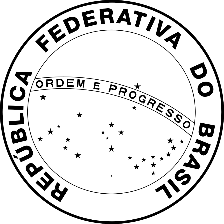 REPUBLICA FEDERATIVA DO BRASIL
ORDEM E PROGRESSO